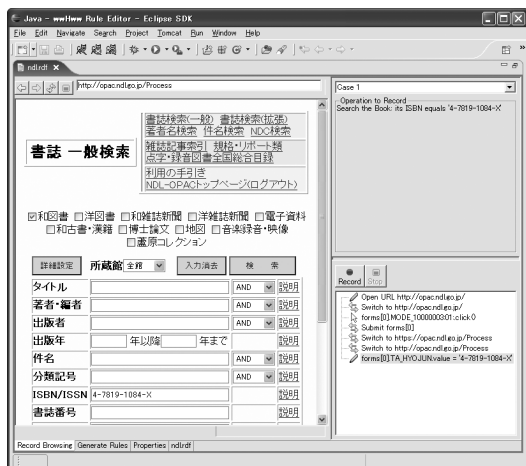 Java - wwHww Rule Editor - Eclipse SDK
File Edit Navigate Search Project Tomcat Run Window Help
ndlrdf
http://opac.ndl.go.jp/Process
書誌 一般検索
書誌検索(一般) 書誌検索(拡張)
著者名検索 件名検索 NDC検索
雑誌記事索引 規格・リポート類
点字・録音図書全国総合目録
利用の手引き
NDL-OPACトップページ(ログアウト)
和図書 洋図書 和雑誌新聞 洋雑誌新聞 電子資料
和古書・漢籍 博士論文 地図 音楽録音・映像
蘆原コレクション
詳細設定 所蔵館 全館 入力消去 検 索
タイトル AND 説明
著者・編者 AND 説明
出版者 AND 説明
出版年 年以降 年まで 説明
件名 AND 説明
分類記号 AND 説明
ISBN/ISSN 4-7819-1084-X 説明
書誌番号 説明
Record Browsing Generate Rules Properties ndlrdf
Case 1
Operation to Record
Search the Book: its ISBN equals '4-7819-1084-X'
Record Stop
Open URL http://opac.ndl.go.jp/
Switch to http://opac.ndl.go.jp/
forms[0].MODE_10000003:01:click()
Submit forms[0]
Switch to https://opac.ndl.go.jp/Process
Switch to http://opac.ndl.go.jp/Process
forms[0].TA_HYOJUN.value = '4-7819-1084-X'